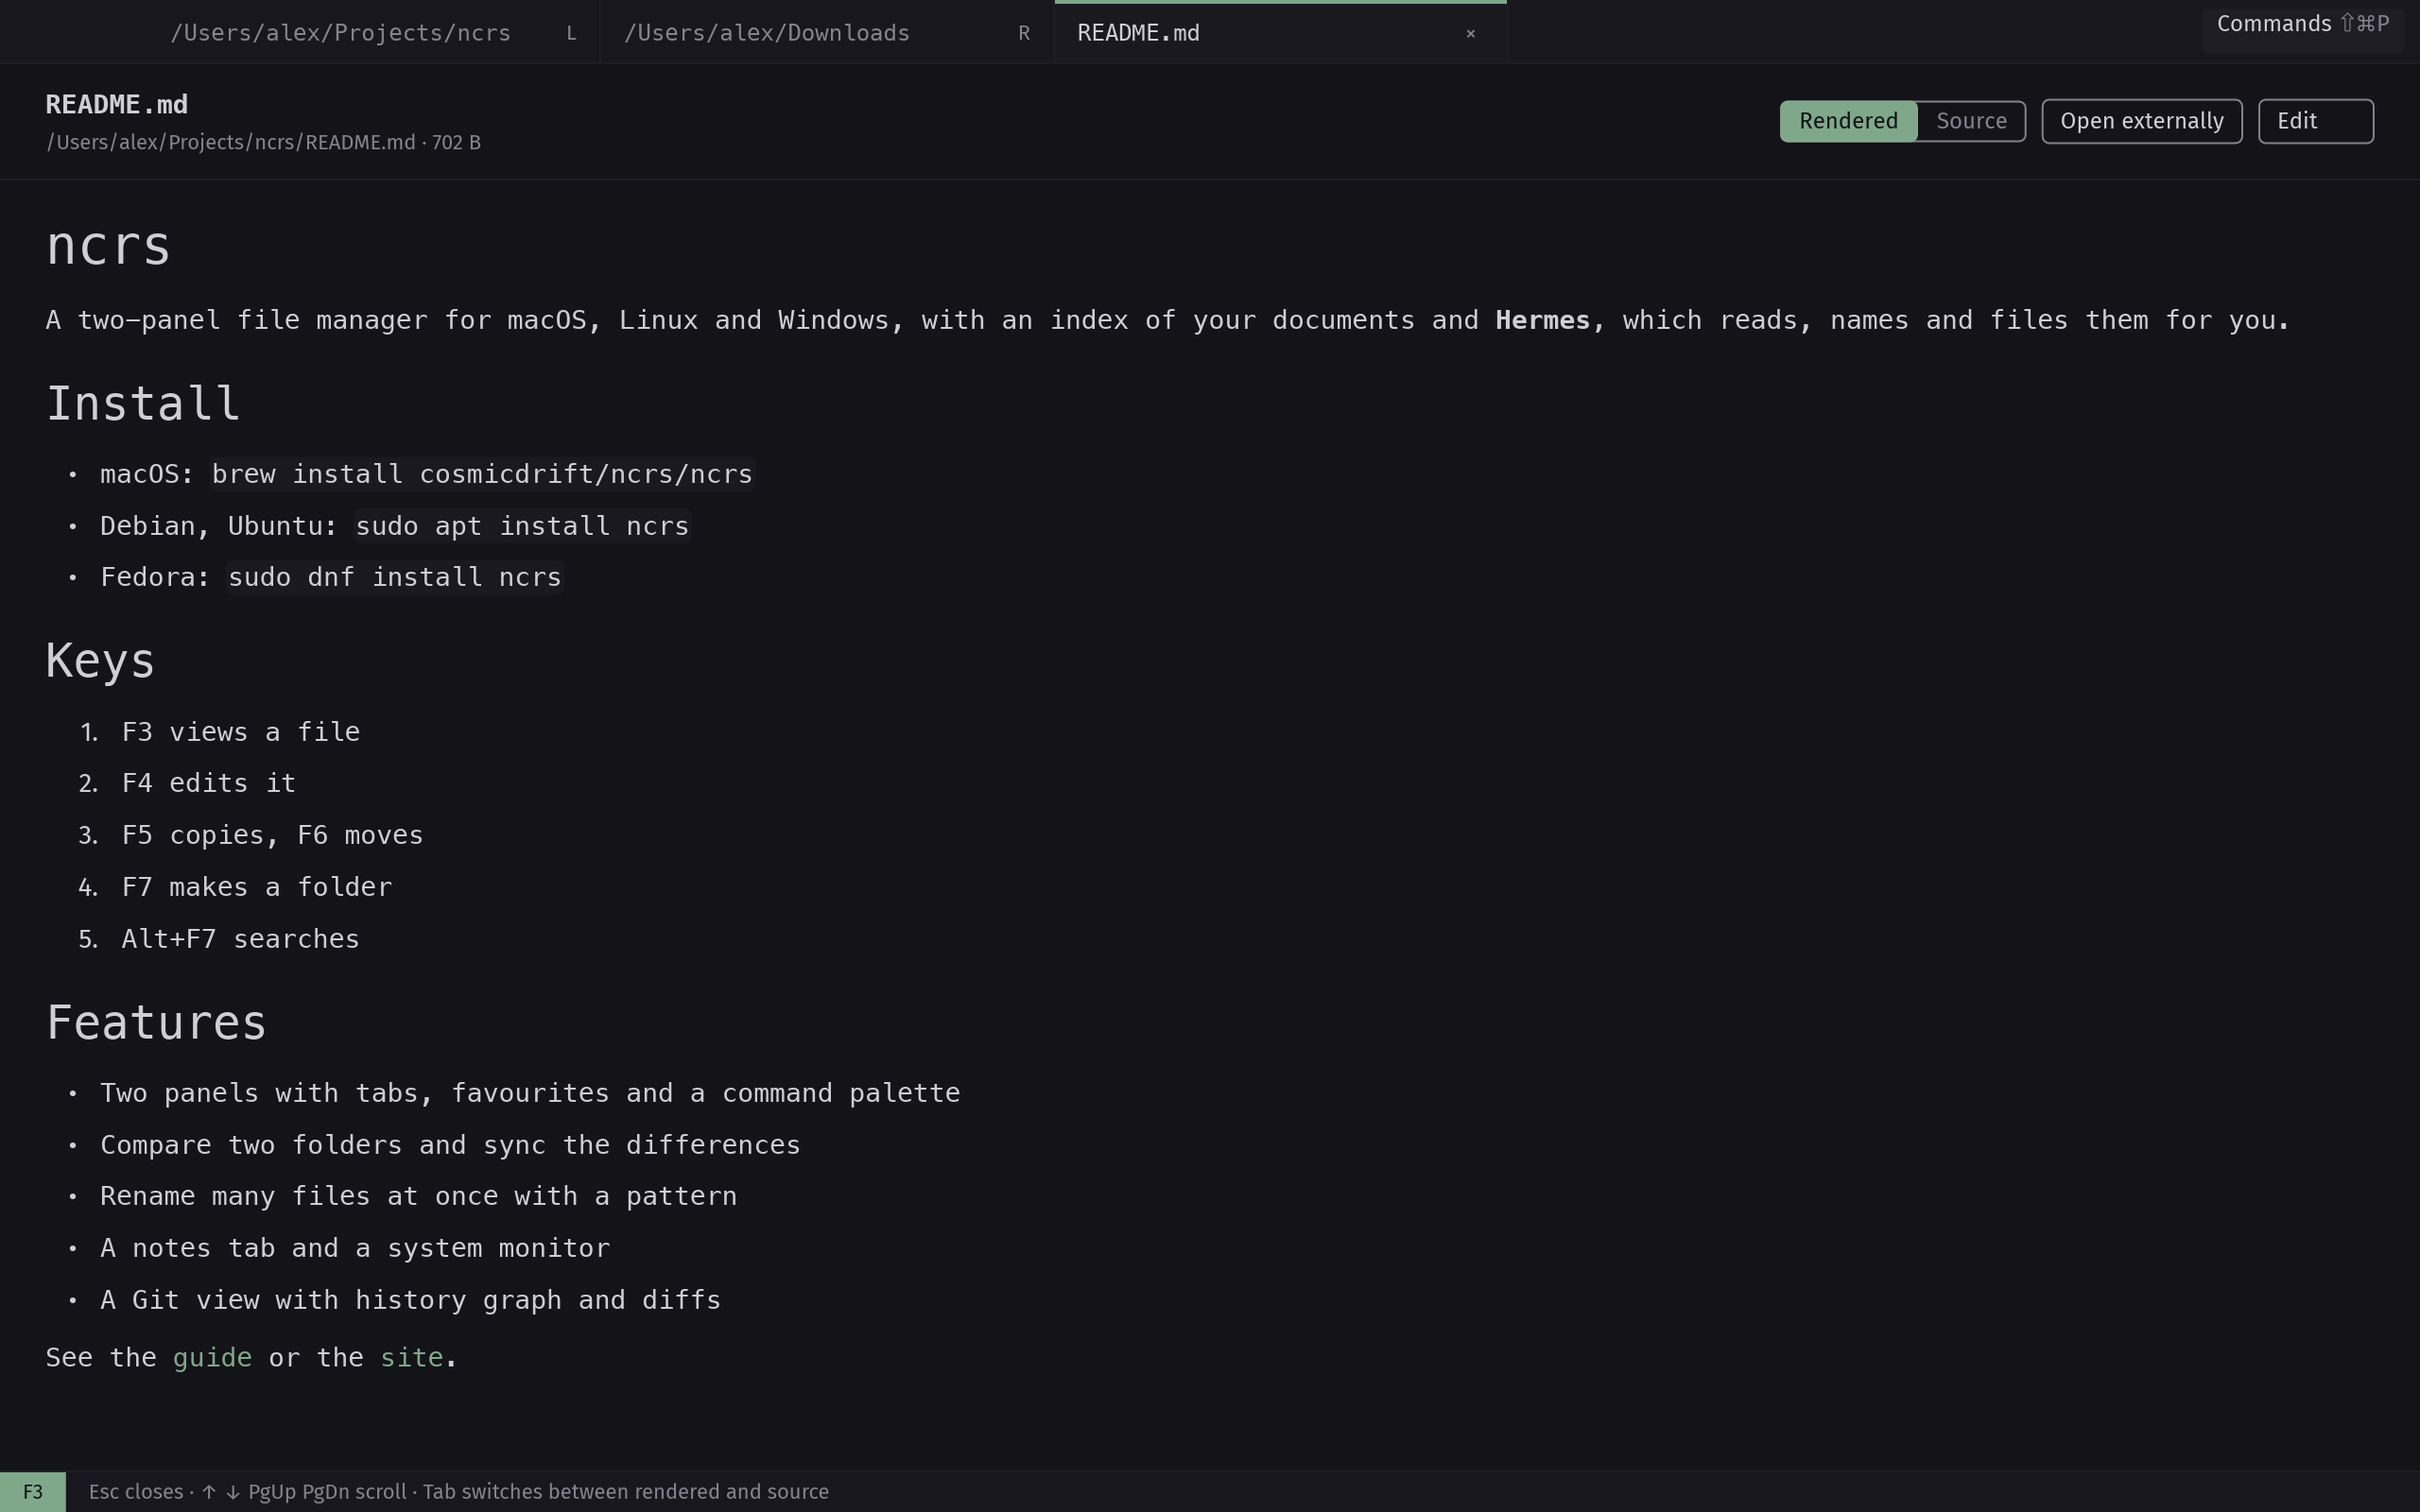 /Users/alex/Projects/ncrs L /Users/alex/Downloads R README.md × Commands ⇧⌘P
README.md
/Users/alex/Projects/ncrs/README.md · 702 B
Rendered Source Open externally Edit
ncrs
A two-panel file manager for macOS, Linux and Windows, with an index of your documents and Hermes, which reads, names and files them for you.
Install
• macOS: brew install cosmicdrift/ncrs/ncrs
• Debian, Ubuntu: sudo apt install ncrs
• Fedora: sudo dnf install ncrs
Keys
1. F3 views a file
2. F4 edits it
3. F5 copies, F6 moves
4. F7 makes a folder
5. Alt+F7 searches
Features
• Two panels with tabs, favourites and a command palette
• Compare two folders and sync the differences
• Rename many files at once with a pattern
• A notes tab and a system monitor
• A Git view with history graph and diffs
See the guide or the site.
F3 Esc closes · ↑ ↓ PgUp PgDn scroll · Tab switches between rendered and source